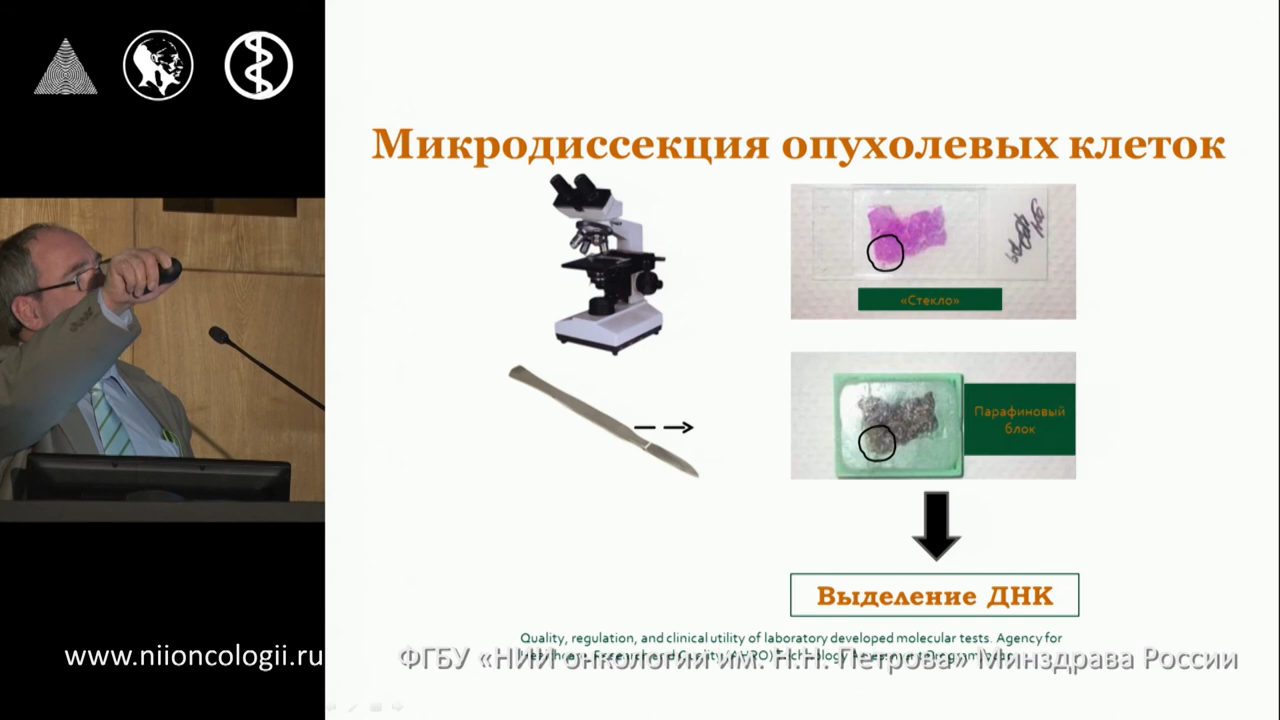 Микродиссекция опухолевых клеток
«Стекло»
Парафиновый
блок
Выделение ДНК
Quality, regulation, and clinical utility of laboratory developed molecular tests. Agency for
www.niioncologii.ru
ФГБУ «НИИ онкологии им. Н.Н. Петрова» Минздрава России